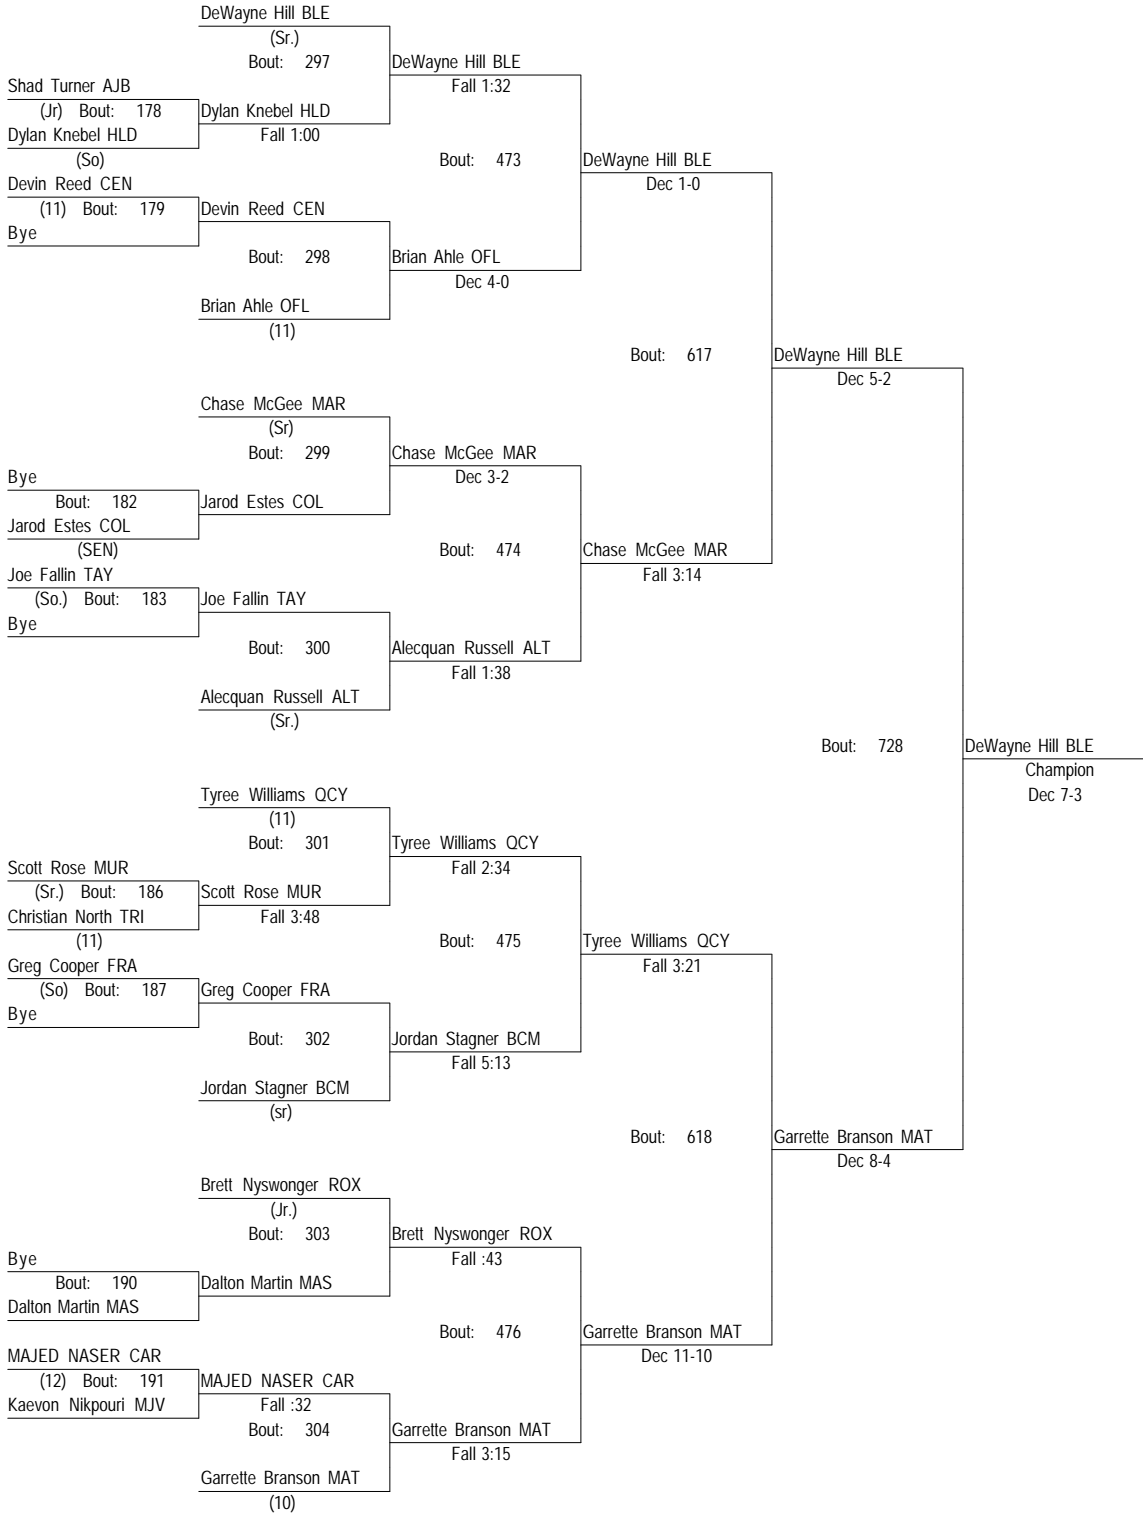 DeWayne Hill BLE
(Sr.)
Bout: 297
DeWayne Hill BLE
Fall 1:32
Shad Turner AJB
(Jr) Bout: 178
Dylan Knebel HLD
Dylan Knebel HLD
Fall 1:00
(So)
Bout: 473
DeWayne Hill BLE
Dec 1-0
Devin Reed CEN
(11) Bout: 179
Devin Reed CEN
Bye
Bout: 298
Brian Ahle OFL
Dec 4-0
Brian Ahle OFL
(11)
Bout: 617
DeWayne Hill BLE
Dec 5-2
Chase McGee MAR
(Sr)
Bout: 299
Chase McGee MAR
Dec 3-2
Bye
Bout: 182
Jarod Estes COL
Jarod Estes COL
(SEN)
Bout: 474
Chase McGee MAR
Fall 3:14
Joe Fallin TAY
(So.) Bout: 183
Joe Fallin TAY
Bye
Bout: 300
Alecquan Russell ALT
Fall 1:38
Alecquan Russell ALT
(Sr.)
Bout: 728
DeWayne Hill BLE
Champion
Dec 7-3
Tyree Williams QCY
(11)
Bout: 301
Tyree Williams QCY
Fall 2:34
Scott Rose MUR
(Sr.) Bout: 186
Scott Rose MUR
Christian North TRI
Fall 3:48
(11)
Bout: 475
Tyree Williams QCY
Fall 3:21
Greg Cooper FRA
(So) Bout: 187
Greg Cooper FRA
Bye
Bout: 302
Jordan Stagner BCM
Fall 5:13
Jordan Stagner BCM
(sr)
Bout: 618
Garrette Branson MAT
Dec 8-4
Brett Nyswonger ROX
(Jr.)
Bout: 303
Brett Nyswonger ROX
Fall :43
Bye
Bout: 190
Dalton Martin MAS
Dalton Martin MAS
Bout: 476
Garrette Branson MAT
Dec 11-10
MAJED NASER CAR
(12) Bout: 191
MAJED NASER CAR
Kaevon Nikpouri MJV
Fall :32
Bout: 304
Garrette Branson MAT
Fall 3:15
Garrette Branson MAT
(10)